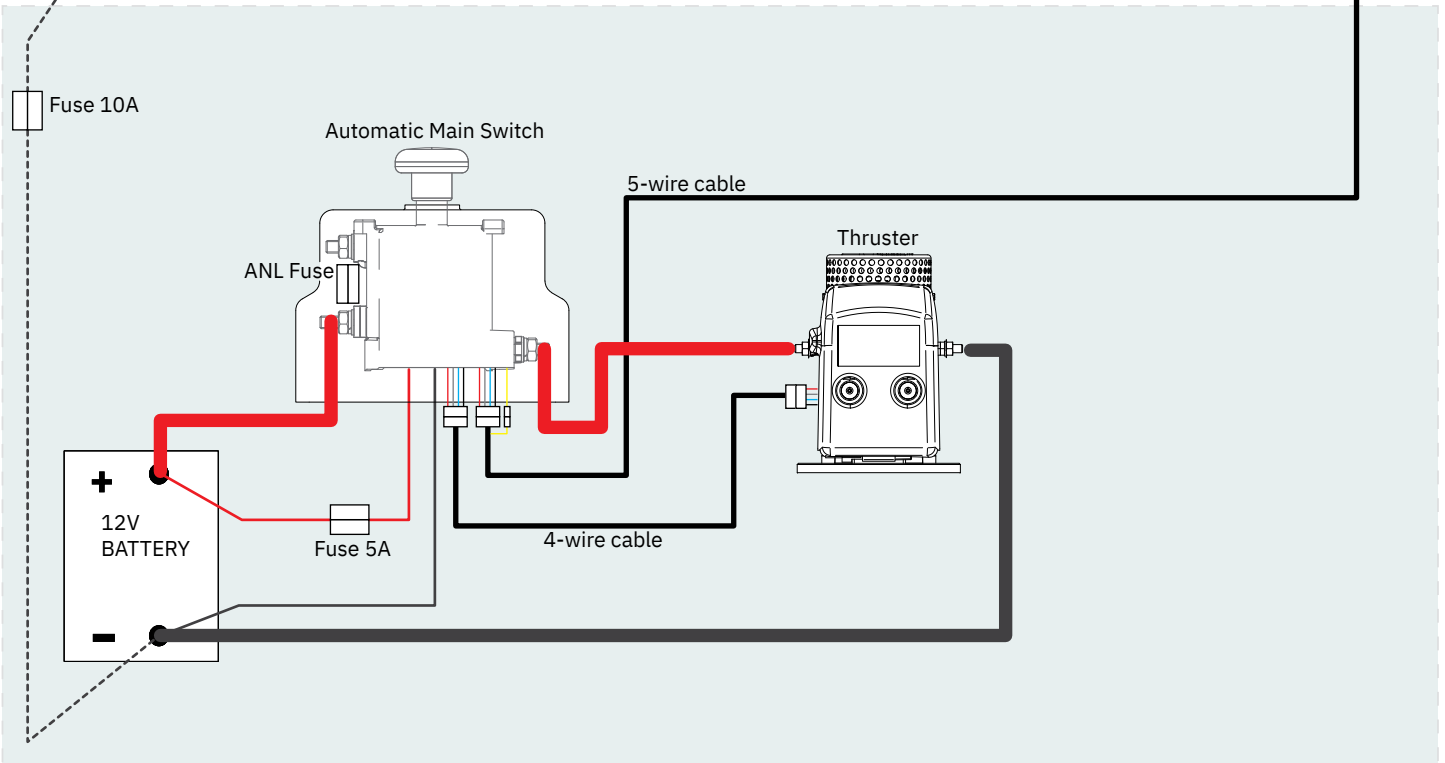 Fuse 10A
Automatic Main Switch
5-wire cable
Thruster
ANL Fuse
+
12V
BATTERY
Fuse 5A
4-wire cable
-